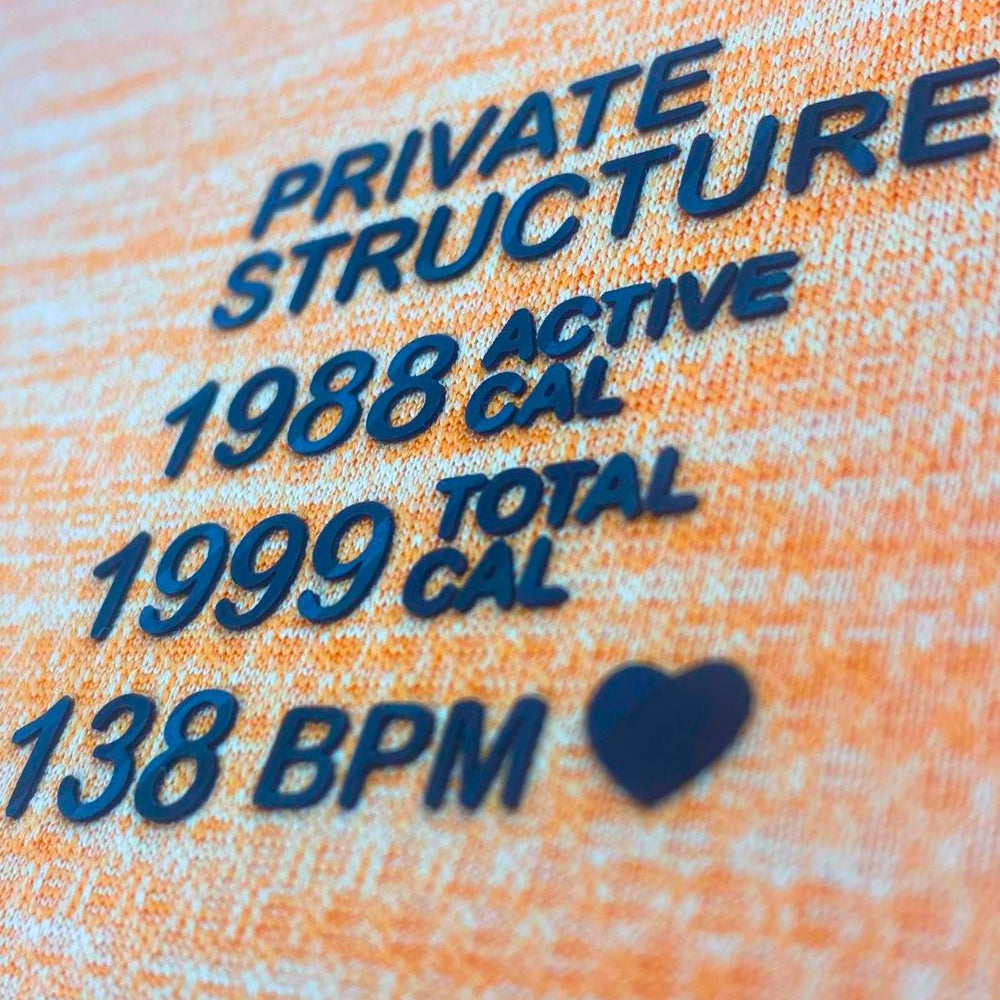 PRIVATE
STRUCTURE
1988 ACTIVE CAL
1999 TOTAL CAL
138 BPM